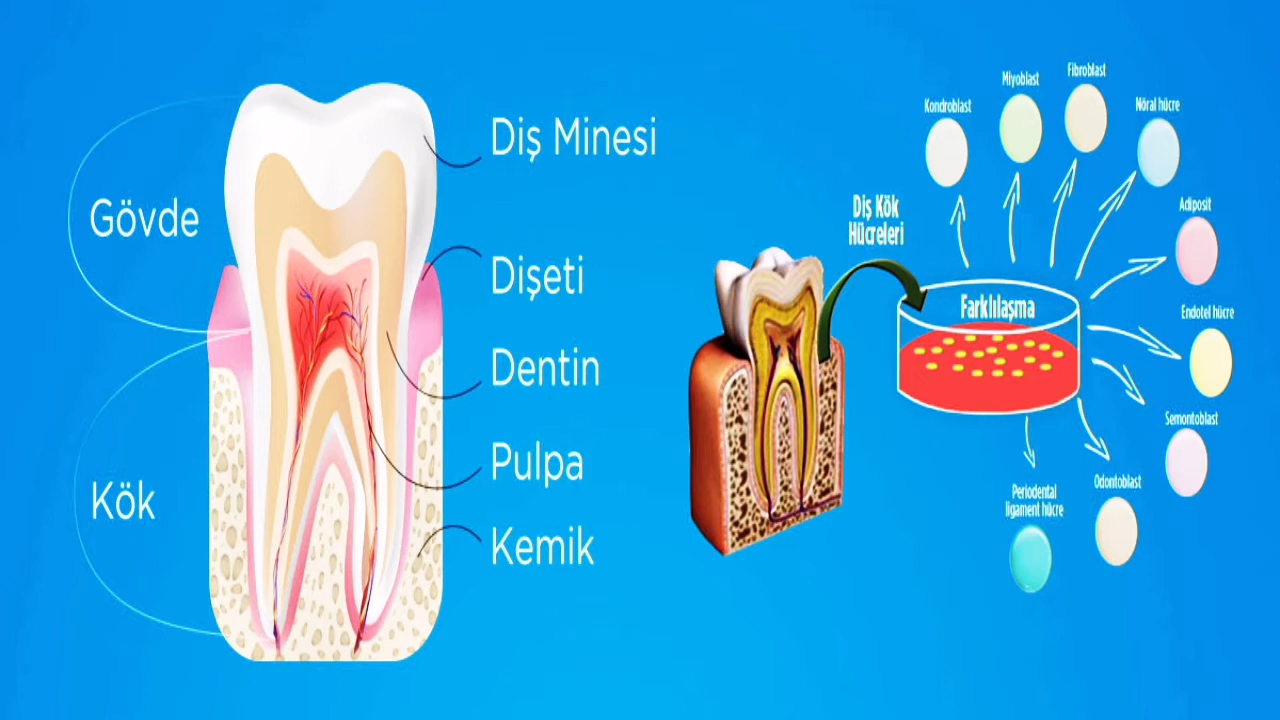 Gövde
Kök
Diş Minesi
Dişeti
Dentin
Pulpa
Kemik
Diş Kök
Hücreleri
Farklılaşma
Kondroblast
Miyoblast
Fibroblast
Nöral hücre
Adiposit
Endotel hücre
Semontoblast
Odontoblast
Periodental
ligament hücre